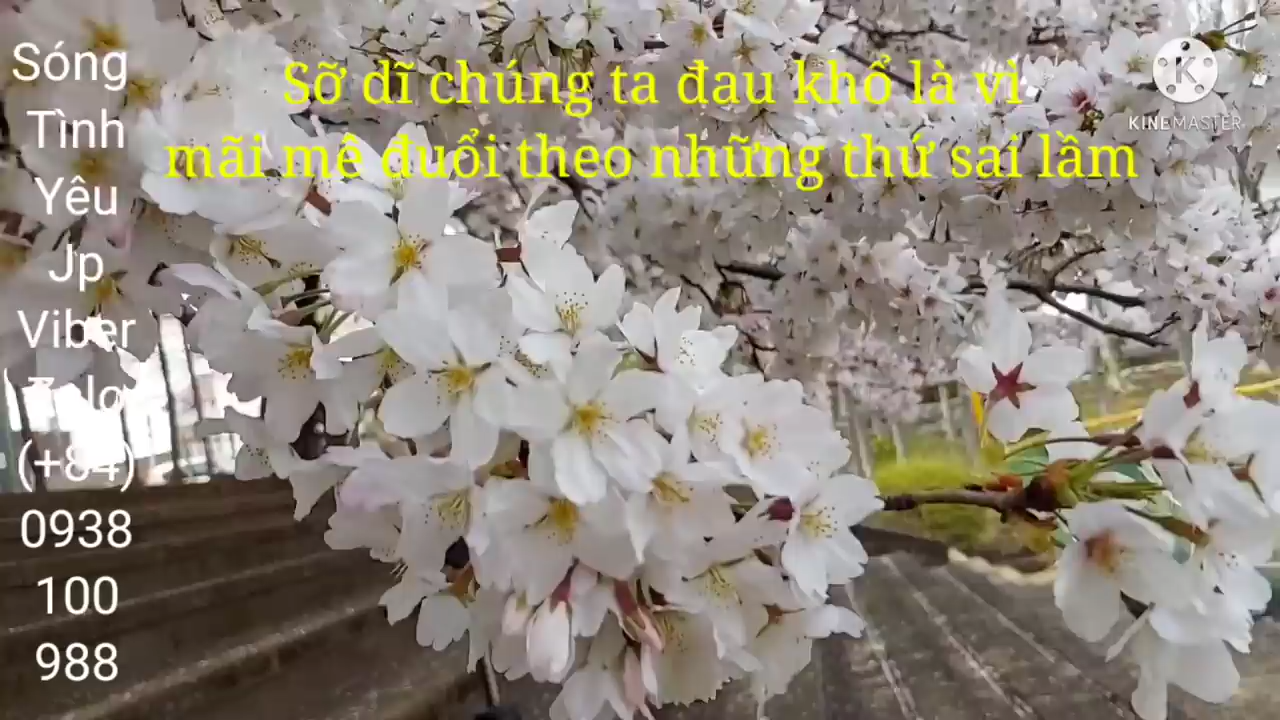 Sóng
Tình
Yêu
Jp
Viber
Zalo
(+84)
0938
100
988
Sỡ dĩ chúng ta đau khổ là vì
mãi mê đuổi theo những thứ sai lầm
KINEMASTER